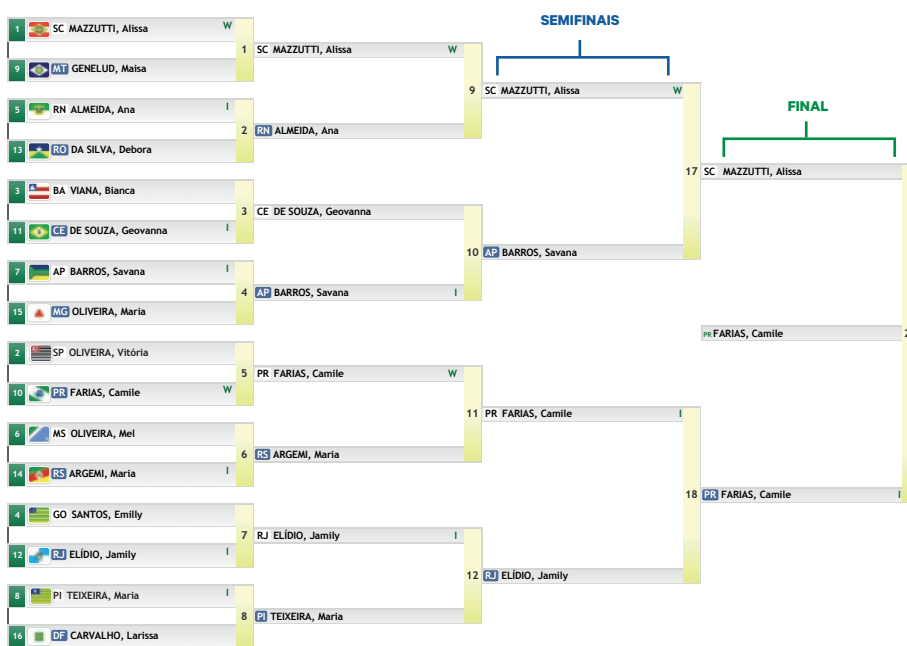 SEMIFINAIS
FINAL
1 SC MAZZUTTI, Alissa W
9 MT GENELUD, Maisa
5 RN ALMEIDA, Ana I
13 RO DA SILVA, Debora
3 BA VIANA, Bianca
11 CE DE SOUZA, Geovanna I
7 AP BARROS, Savana I
15 MG OLIVEIRA, Maria
2 SP OLIVEIRA, Vitória
10 PR FARIAS, Camile W
6 MS OLIVEIRA, Mel
14 RS ARGEMI, Maria I
4 GO SANTOS, Emilly
12 RJ ELÍDIO, Jamily I
8 PI TEIXEIRA, Maria I
16 DF CARVALHO, Larissa
1 SC MAZZUTTI, Alissa W
2 RN ALMEIDA, Ana
3 CE DE SOUZA, Geovanna
4 AP BARROS, Savana I
5 PR FARIAS, Camile W
6 RS ARGEMI, Maria
7 RJ ELÍDIO, Jamily I
8 PI TEIXEIRA, Maria
9 SC MAZZUTTI, Alissa W
10 AP BARROS, Savana
11 PR FARIAS, Camile I
12 RJ ELÍDIO, Jamily
17 SC MAZZUTTI, Alissa
PR FARIAS, Camile
18 PR FARIAS, Camile I